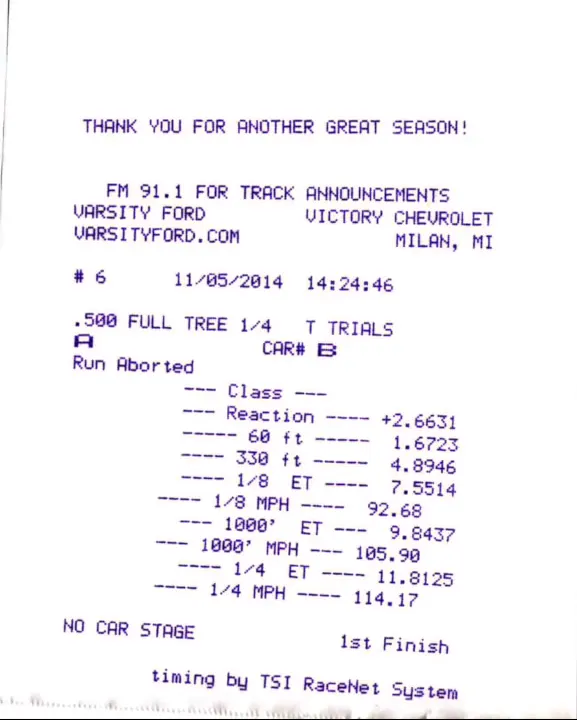 THANK YOU FOR ANOTHER GREAT SEASON!
FM 91.1 FOR TRACK ANNOUNCEMENTS
VARSITY FORD VICTORY CHEVROLET
VARSITYFORD.COM MILAN, MI
# 6 11/05/2014 14:24:46
.500 FULL TREE 1/4 T TRIALS
A CAR# B
Run Aborted
--- Class ---
--- Reaction ---- +2.6631
----- 60 ft ----- 1.6723
---- 330 ft ----- 4.8946
---- 1/8 ET ---- 7.5514
---- 1/8 MPH ---- 92.68
--- 1000' ET --- 9.8437
--- 1000' MPH --- 105.90
---- 1/4 ET ---- 11.8125
---- 1/4 MPH ---- 114.17
NO CAR STAGE 1st Finish
timing by TSI RaceNet System